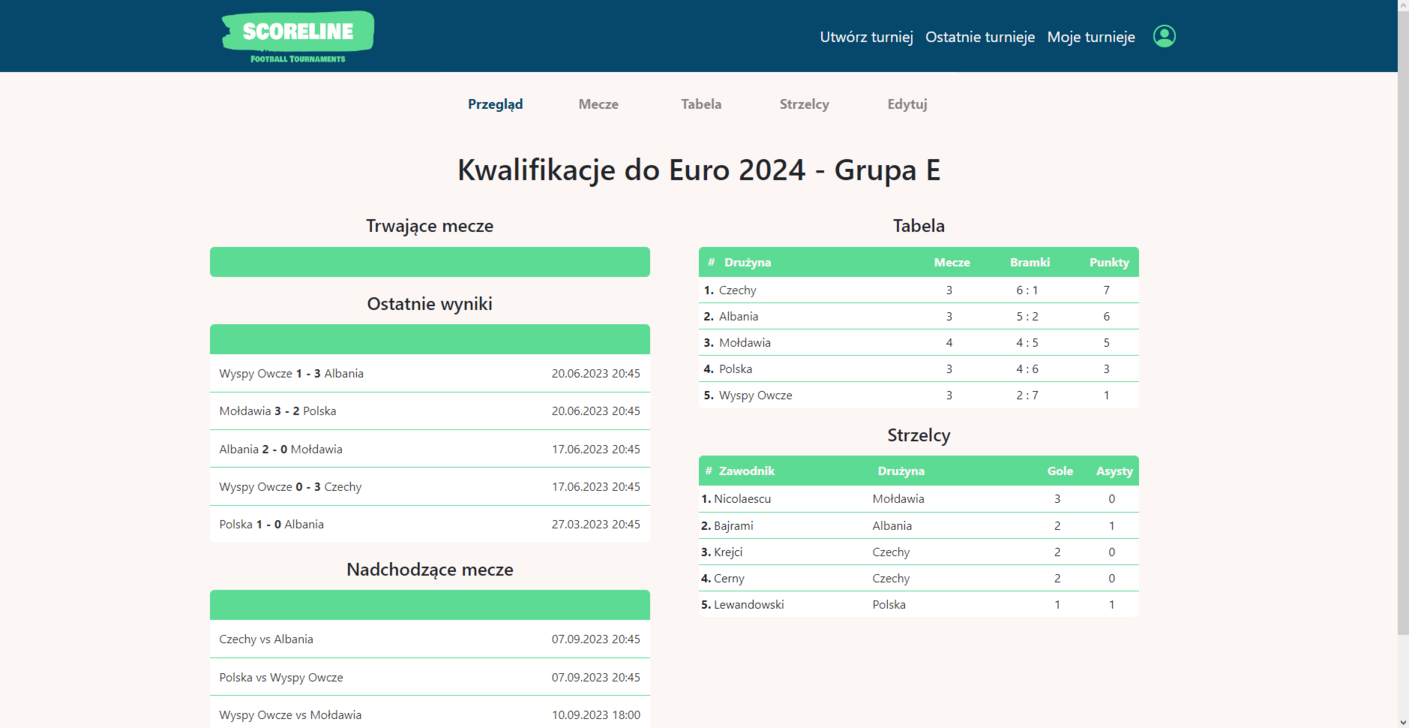 SCORELINE
FOOTBALL TOURNAMENTS
Utwórz turniej Ostatnie turnieje Moje turnieje
Przegląd Mecze Tabela Strzelcy Edytuj
Kwalifikacje do Euro 2024 - Grupa E
Trwające mecze
Ostatnie wyniki
Wyspy Owcze 1 - 3 Albania 20.06.2023 20:45
Mołdawia 3 - 2 Polska 20.06.2023 20:45
Albania 2 - 0 Mołdawia 17.06.2023 20:45
Wyspy Owcze 0 - 3 Czechy 17.06.2023 20:45
Polska 1 - 0 Albania 27.03.2023 20:45
Nadchodzące mecze
Czechy vs Albania 07.09.2023 20:45
Polska vs Wyspy Owcze 07.09.2023 20:45
Wyspy Owcze vs Mołdawia 10.09.2023 18:00
Tabela
# Drużyna Mecze Bramki Punkty
1. Czechy 3 6 : 1 7
2. Albania 3 5 : 2 6
3. Mołdawia 4 4 : 5 5
4. Polska 3 4 : 6 3
5. Wyspy Owcze 3 2 : 7 1
Strzelcy
# Zawodnik Drużyna Gole Asysty
1. Nicolaescu Mołdawia 3 0
2. Bajrami Albania 2 1
3. Krejci Czechy 2 0
4. Cerny Czechy 2 0
5. Lewandowski Polska 1 1